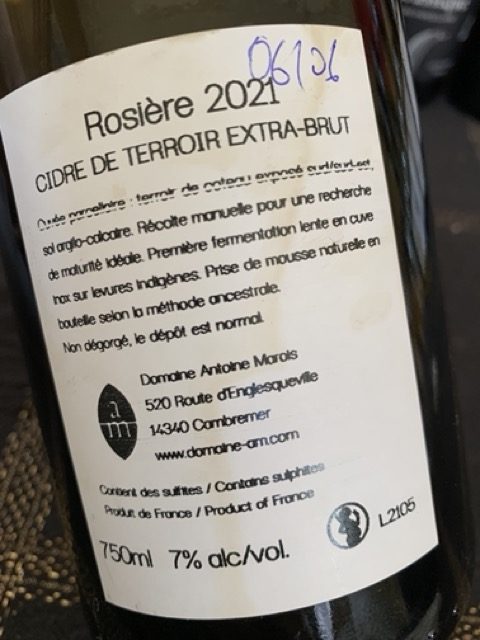 06/06
Rosière 2021
CIDRE DE TERROIR EXTRA-BRUT
Cuvée parcellaire : terroir de coteau exposé sud/sud-est,
sol argilo-calcaire. Récolte manuelle pour une recherche
de maturité idéale. Première fermentation lente en cuve
inox sur levures indigènes. Prise de mousse naturelle en
bouteille selon la méthode ancestrale.
Non dégorgé, le dépôt est normal.
a
m
Domaine Antoine Marois
520 Route d'Englesqueville
14340 Cambremer
www.domaine-am.com
Contient des sulfites / Contains sulphites
Produit de France / Product of France
750ml 7% alc/vol.
L2105